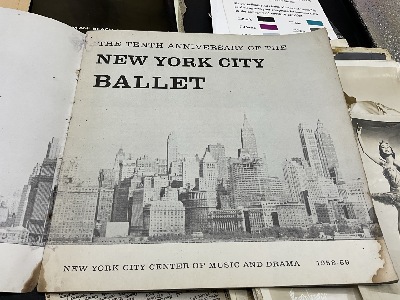 THE TENTH ANNIVERSARY OF THE
NEW YORK CITY
BALLET
NEW YORK CITY CENTER OF MUSIC AND DRAMA 1958-59